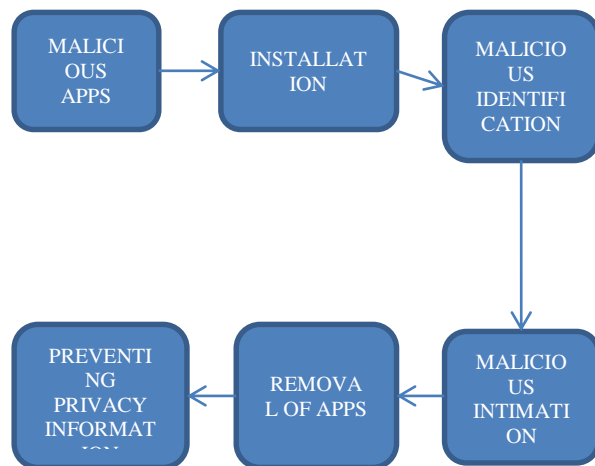 MALICI
OUS
APPS
INSTALLAT
ION
MALICIO
US
IDENTIFI
CATION
MALICIO
US
INTIMATI
ON
REMOVA
L OF APPS
PREVENTI
NG
PRIVACY
INFORMAT
ION